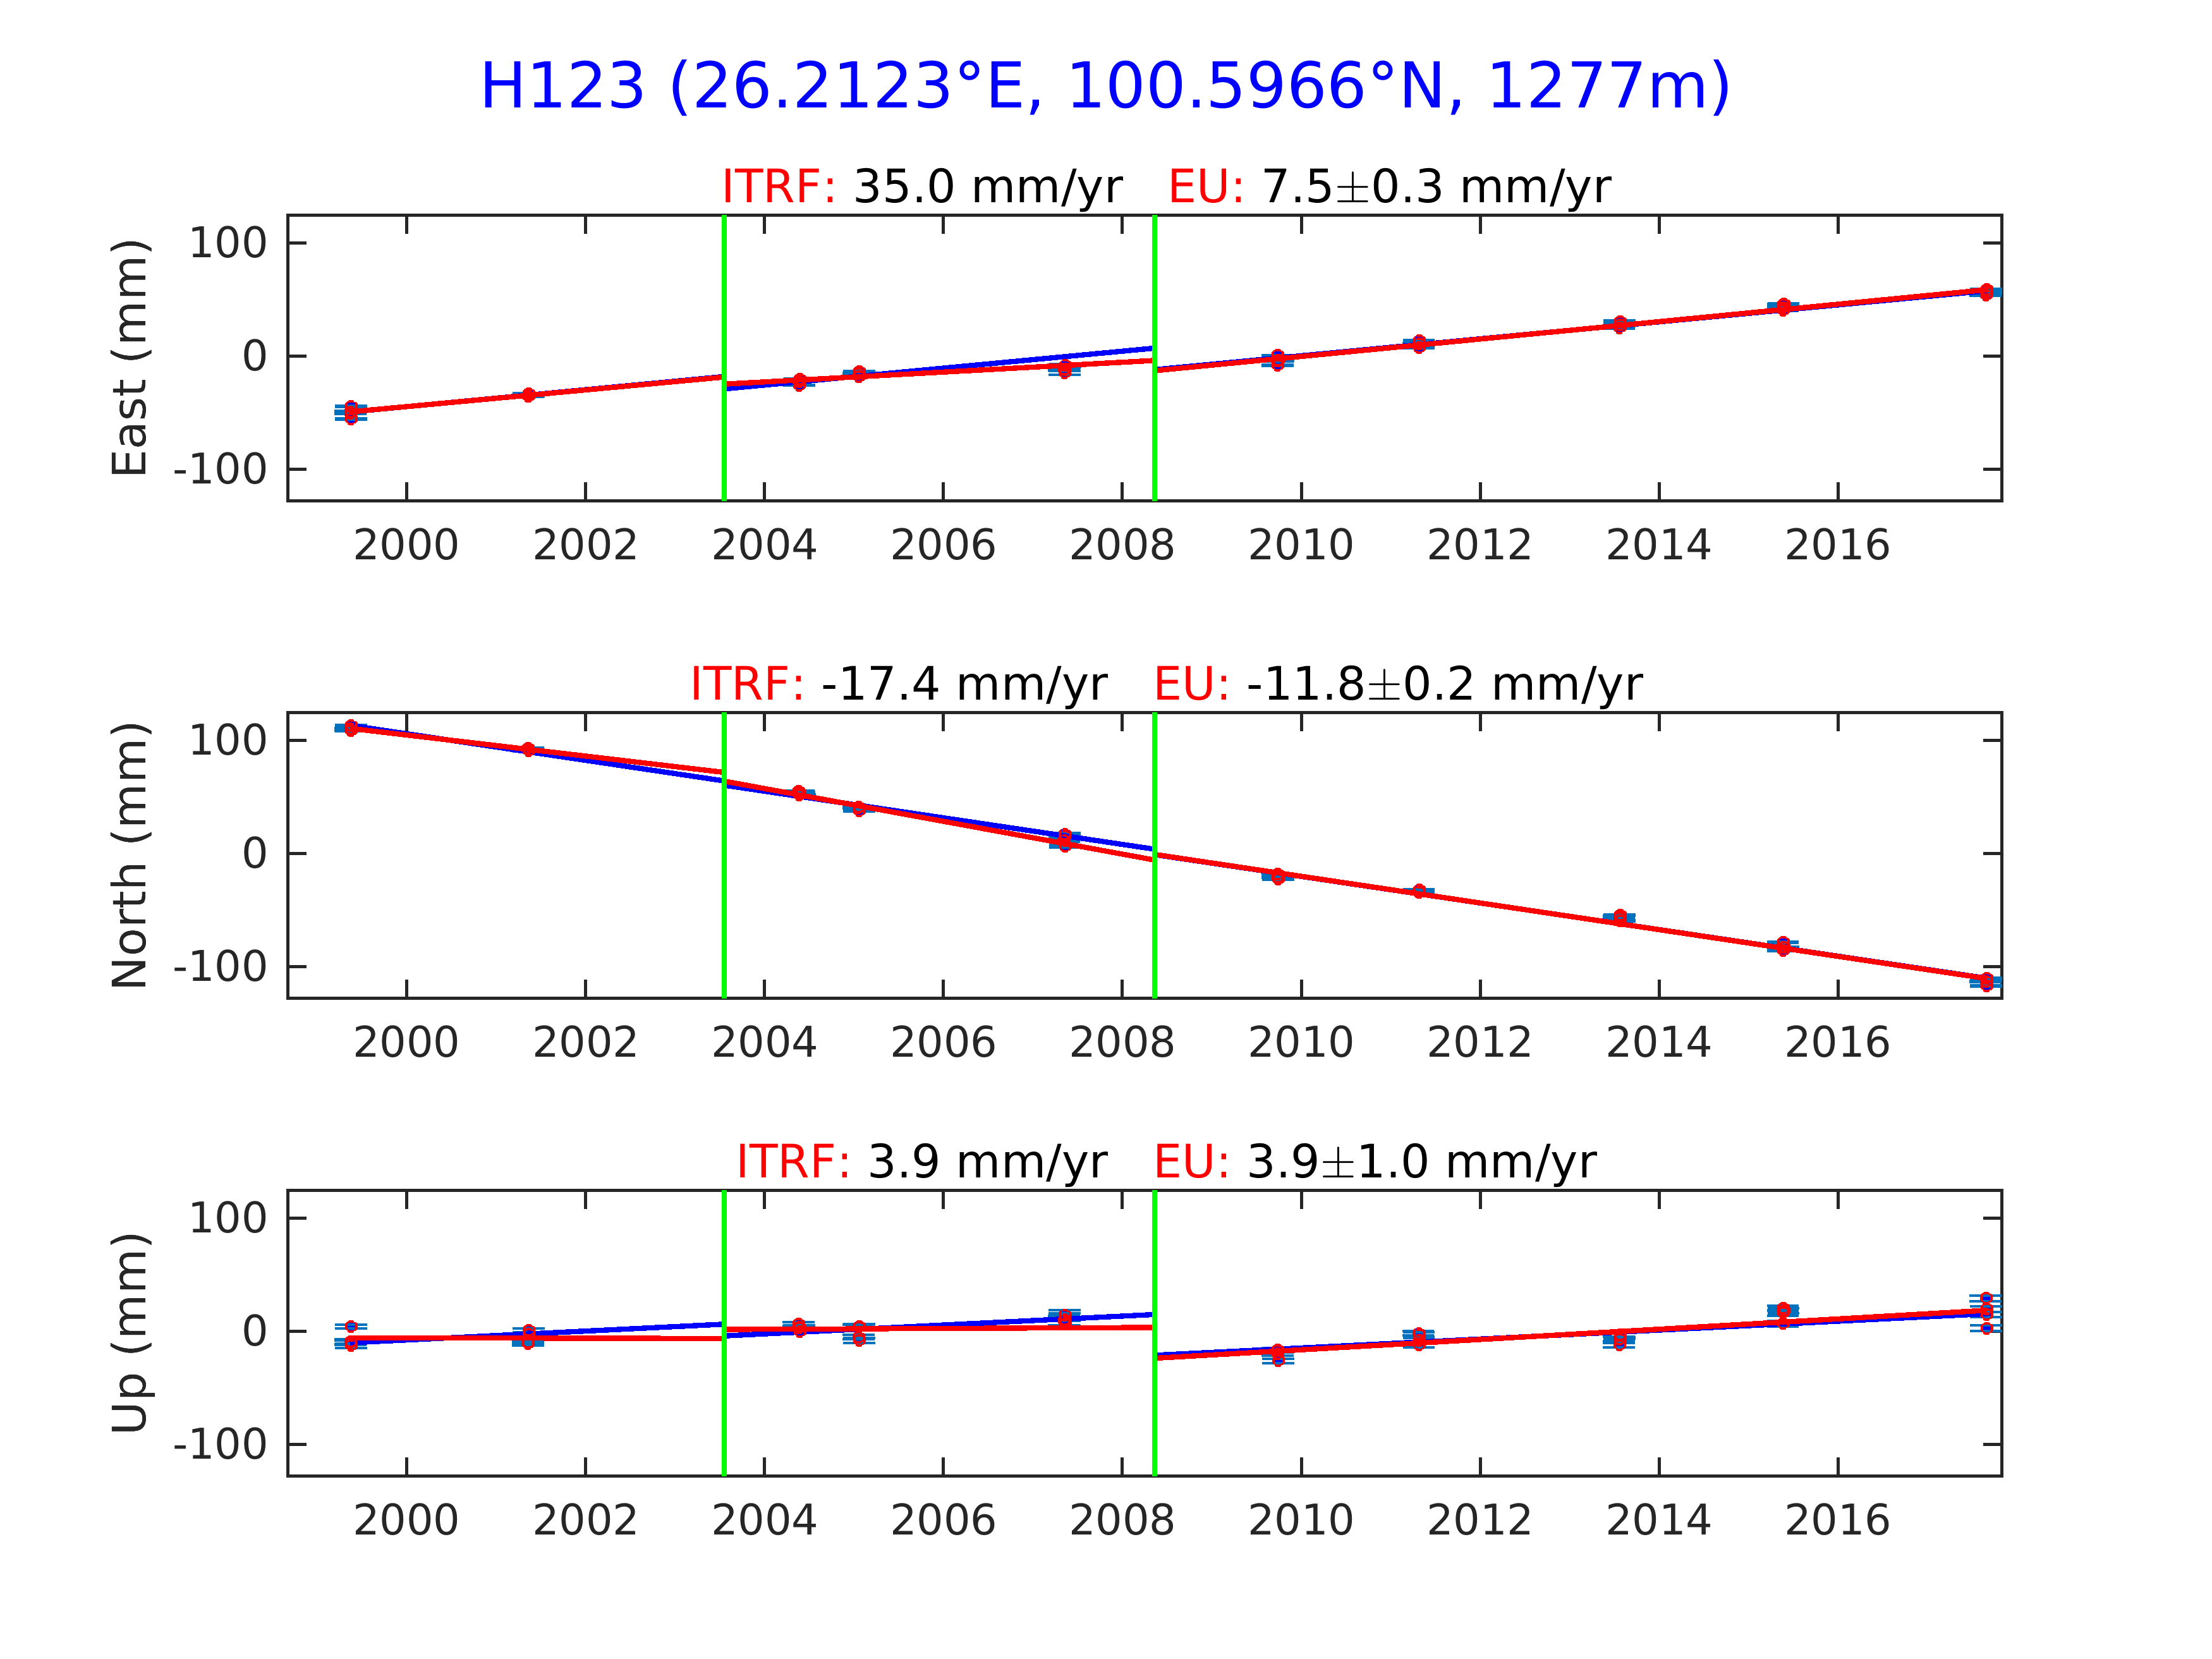 H123 (26.2123°E, 100.5966°N, 1277m)
ITRF: 35.0 mm/yr EU: 7.5±0.3 mm/yr
East (mm)
100
0
-100
2000 2002 2004 2006 2008 2010 2012 2014 2016
ITRF: -17.4 mm/yr EU: -11.8±0.2 mm/yr
North (mm)
100
0
-100
2000 2002 2004 2006 2008 2010 2012 2014 2016
ITRF: 3.9 mm/yr EU: 3.9±1.0 mm/yr
Up (mm)
100
0
-100
2000 2002 2004 2006 2008 2010 2012 2014 2016